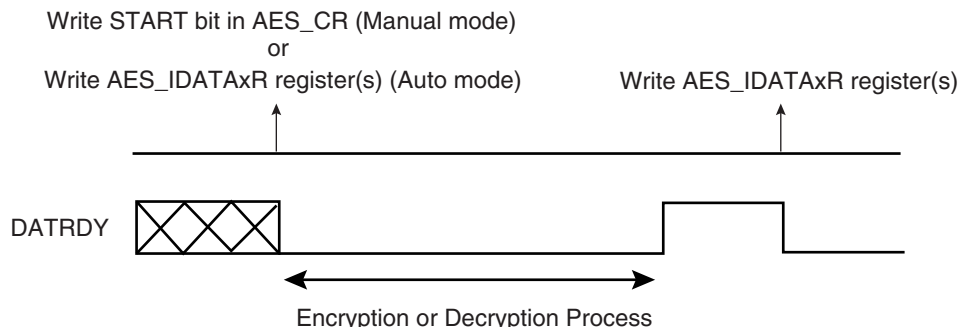 Write START bit in AES_CR (Manual mode)
or
Write AES_IDATAxR register(s) (Auto mode)
Write AES_IDATAxR register(s)
DATRDY
Encryption or Decryption Process